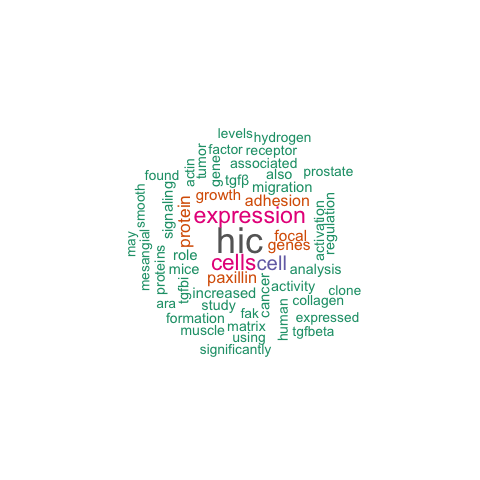 levels
hydrogen
factor
receptor
tumor
gene
actin
associated
found
tgfβ
also
prostate
smooth
signaling
growth
migration
adhesion
protein
expression
activation
regulation
may
mesangial
hic
focal
genes
proteins
role
mice
cells
cell
analysis
tgfbi
paxillin
cancer
activity
ara
increased
clone
study
collagen
human
formation
fak
expressed
muscle
matrix
tgfbeta
using
significantly